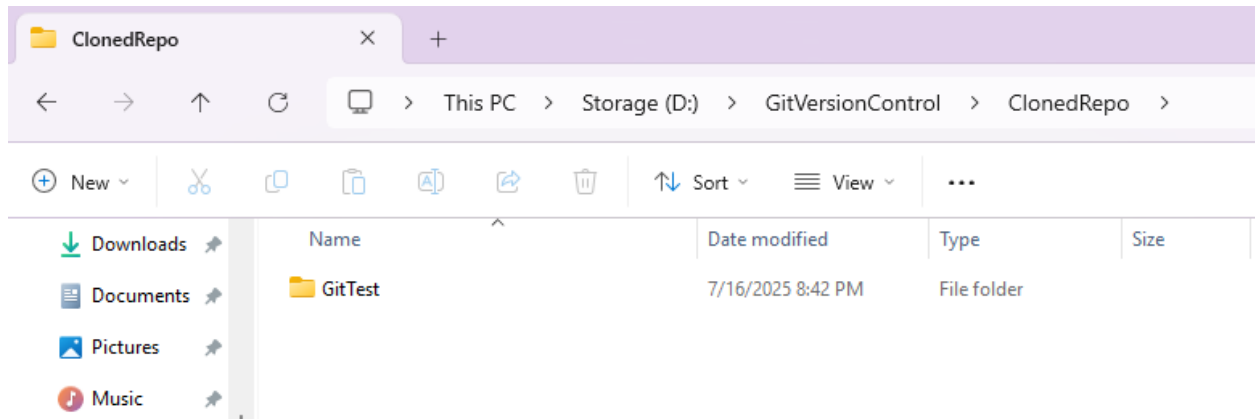 ClonedRepo
This PC > Storage (D:) > GitVersionControl > ClonedRepo >
New Sort View ...
Name Date modified Type Size
GitTest 7/16/2025 8:42 PM File folder
Downloads
Documents
Pictures
Music